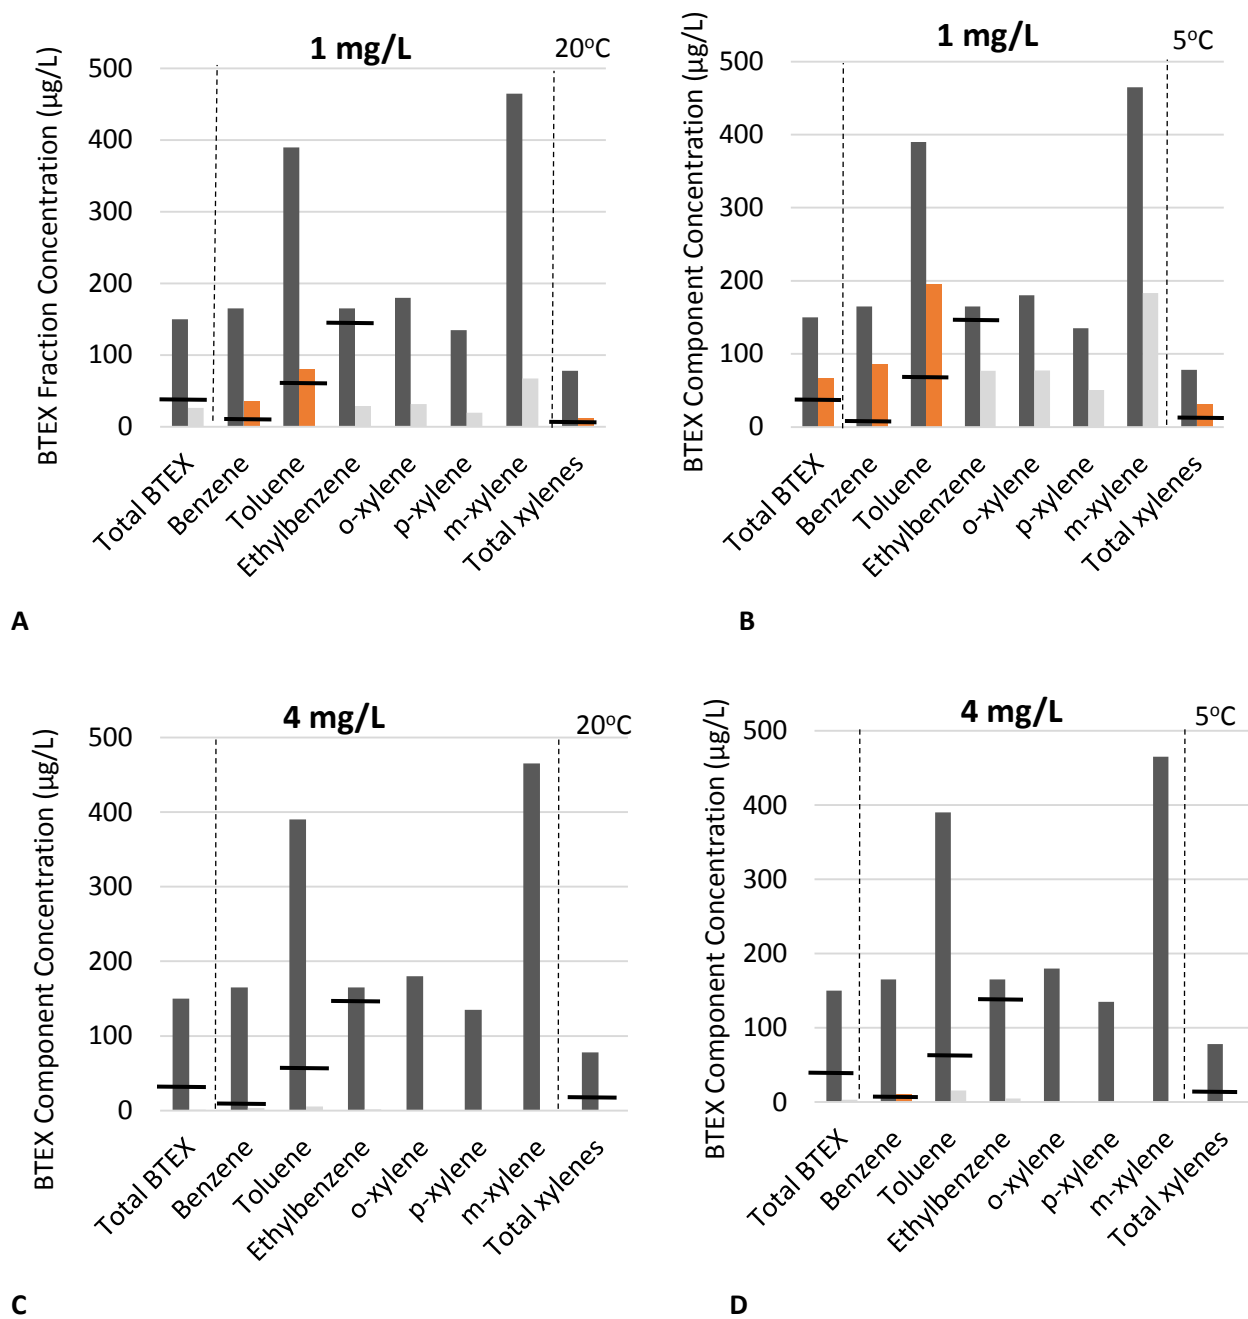 1 mg/L
20°C
BTEX Fraction Concentration (µg/L)
500
400
300
200
100
0
Total BTEX
Benzene
Toluene
Ethylbenzene
o-xylene
p-xylene
m-xylene
Total xylenes
A
1 mg/L
5°C
BTEX Component Concentration (µg/L)
500
400
300
200
100
0
Total BTEX
Benzene
Toluene
Ethylbenzene
o-xylene
p-xylene
m-xylene
Total xylenes
B
4 mg/L
20°C
BTEX Component Concentration (µg/L)
500
400
300
200
100
0
Total BTEX
Benzene
Toluene
Ethylbenzene
o-xylene
p-xylene
m-xylene
Total xylenes
C
4 mg/L
5°C
BTEX Component Concentration (µg/L)
500
400
300
200
100
0
Total BTEX
Benzene
Toluene
Ethylbenzene
o-xylene
p-xylene
m-xylene
Total xylenes
D